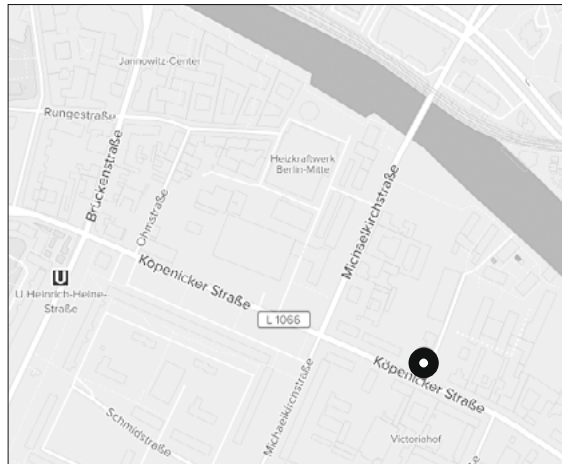 Jannowitz-Center
Rungestraße
Brückenstraße
Ohmstraße
Heizkraftwerk
Berlin-Mitte
Michaelkirchstraße
Köpenicker Straße
U
U Heinrich-Heine-
Straße
L 1066
Köpenicker Straße
Michaelkirchstraße
Schmidstraße
Victoriahof